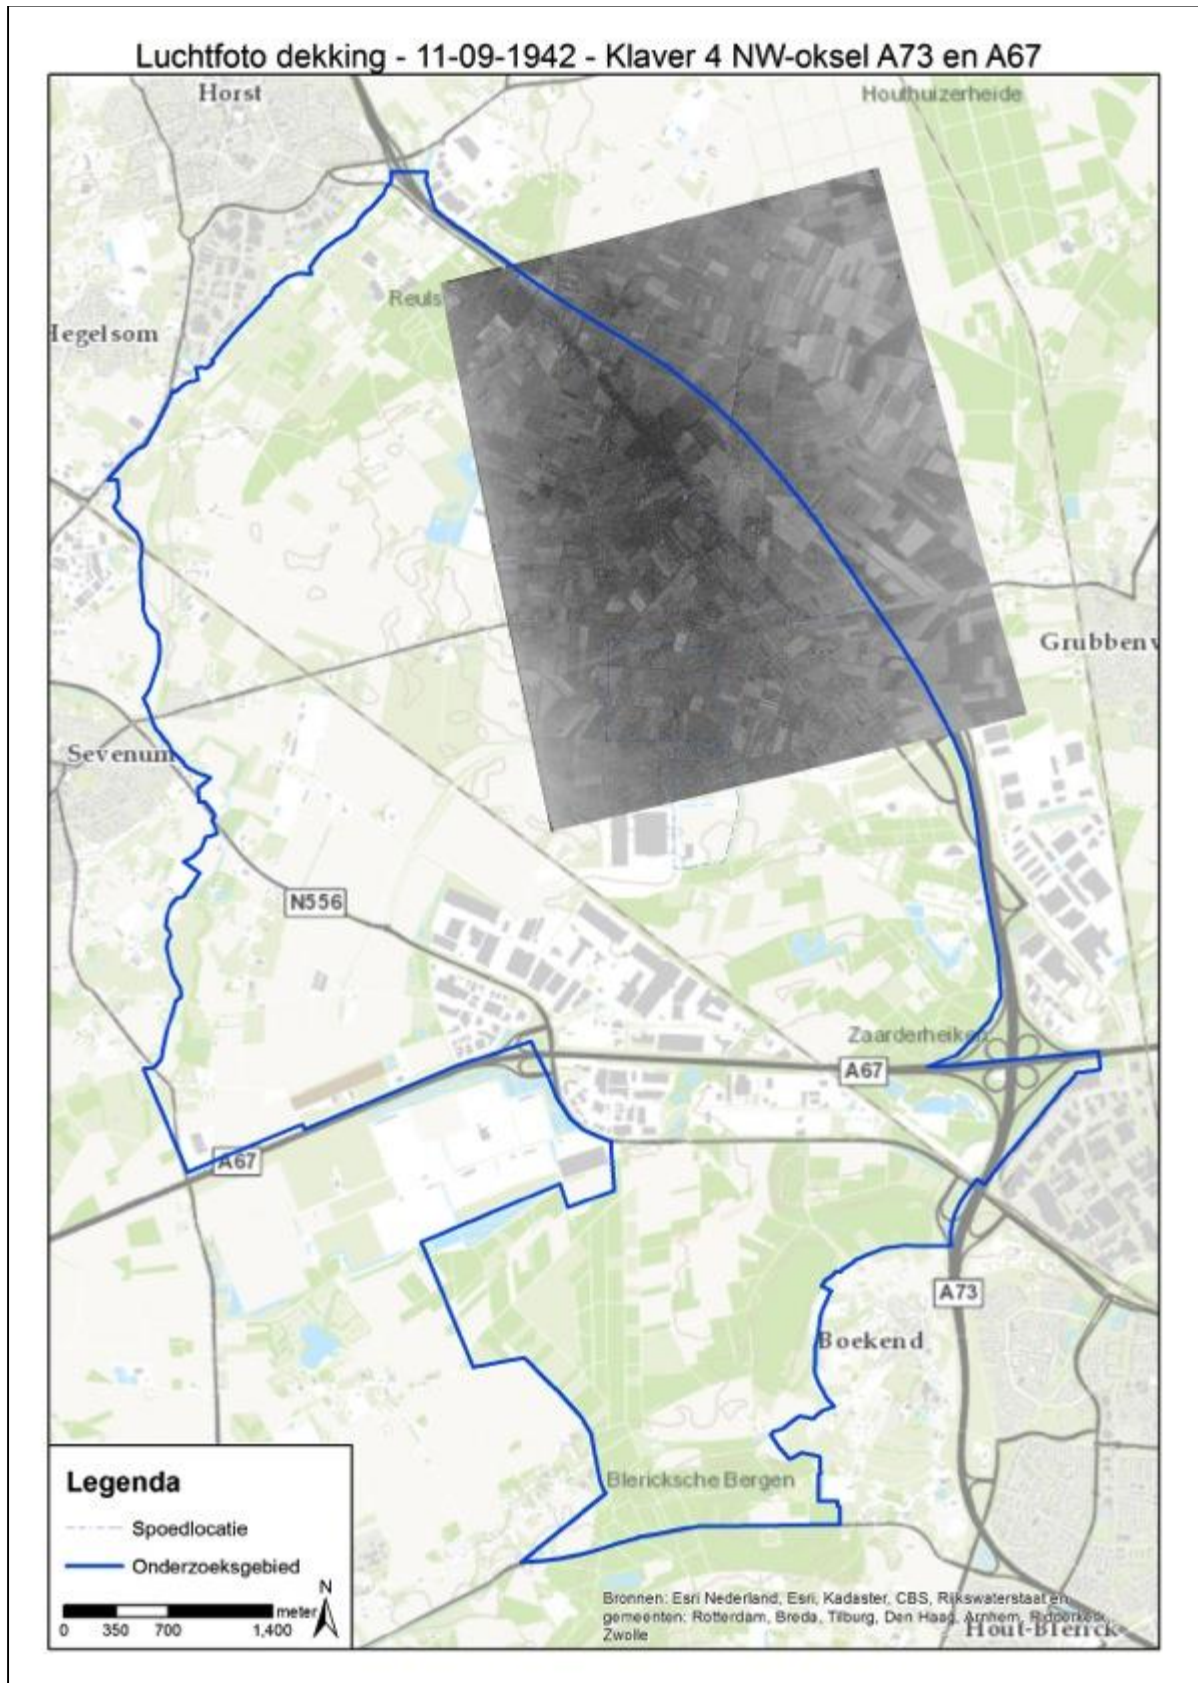 Luchtfoto dekking - 11-09-1942 - Klaver 4 NW-oksel A73 en A67
Horst
Houthuizerheide
Reuls
Hegelsom
Grubbenv
Sevenum
N556
Zaarderheiken
A67
A67
A73
Boekend
Blericksche Bergen
Legenda
Spoedlocatie
Onderzoeksgebied
N
meter
0 350 700 1,400
Bronnen: Esri Nederland, Esri, Kadaster, CBS, Rijkswaterstaat en
gemeenten: Rotterdam, Breda, Tilburg, Den Haag, Arnhem, Ridderkerk,
Zwolle
Hout-Blerick